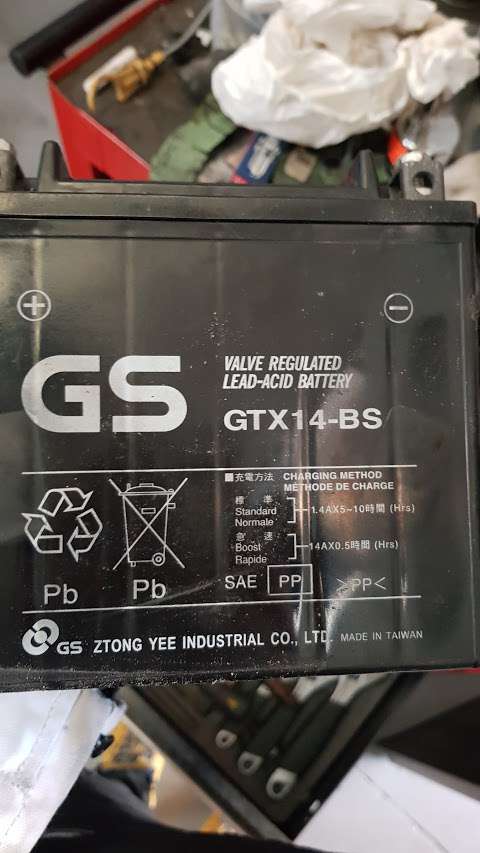 +
−
GS
VALVE REGULATED
LEAD-ACID BATTERY
GTX14-BS
■充電方法 CHARGING METHOD
MÉTHODE DE CHARGE
標 準
Standard
Normale
1.4AX5~10時間 (Hrs)
急 速
Boost
Rapide
14AX0.5時間 (Hrs)
Pb
Pb
SAE PP >PP<
GS ZTONG YEE INDUSTRIAL CO., LTD. MADE IN TAIWAN